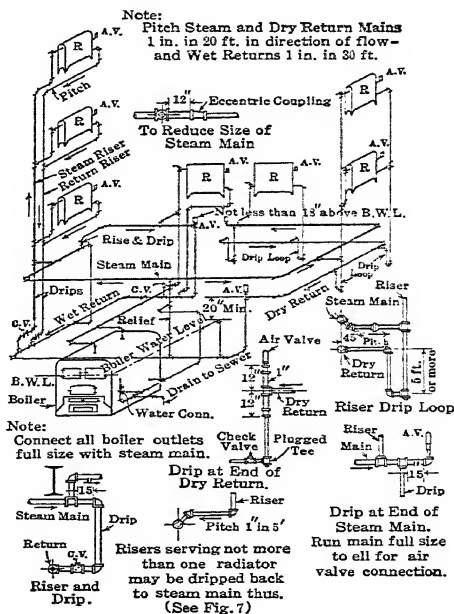 Note:
Pitch Steam and Dry Return Mains
1 in. in 20 ft. in direction of flow-
and Wet Returns 1 in. in 30 ft.
R
A.V.
Pitch
A.V.
R
12"
Eccentric Coupling
To Reduce Size of
Steam Main
A.V.
R
Steam Riser
Return Riser
A.V.
R
A.V.
R
A.V.
R
A.V.
R
A.V.
R
Not less than 18" above B.W.L.
A.V.
Rise & Drip
Steam Main
Drip Loop
Drip
Loop
Drips
C.V.
Wet Return
C.V.
A.V.
20" Min.
Dry Return
Relief
Boiler Water Level
B.W.L.
Boiler
Drain to Sewer
Water Conn.
Riser
Steam Main
45°
Pitch
Dry
Return
5 ft.
or more
Riser Drip Loop
Air Valve
12"
1"
12"
Dry
Return
Check
Valve
Plugged
Tee
Drip at End of
Dry Return.
Note:
Connect all boiler outlets
full size with steam main.
15
Steam Main
Drip
Return
C.V.
Riser and
Drip.
Riser
Pitch 1" in 5'
Risers serving not more
than one radiator
may be dripped back
to steam main thus.
(See Fig. 7)
Riser
Main
A.V.
15
Drip
Drip at End of
Steam Main.
Run main full size
to ell for air
valve connection.